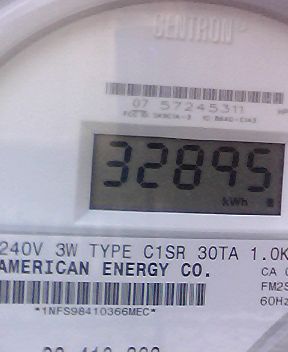 CENTRON®
07 57245311
32895
kWh
240V 3W TYPE C1SR 30TA 1.0K
AMERICAN ENERGY CO.
CA
FM2S
60Hz
*1NFS98410366MEC*